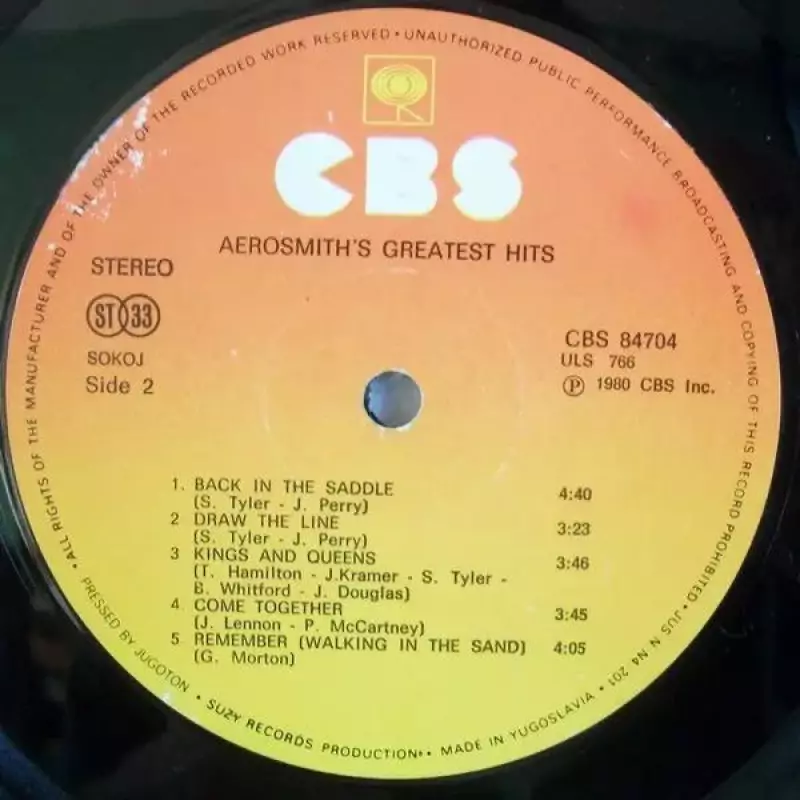 • ALL RIGHTS OF THE MANUFACTURER AND OF THE OWNER OF THE RECORDED WORK RESERVED • UNAUTHORIZED PUBLIC PERFORMANCE BROADCASTING AND COPYING OF THIS RECORD PROHIBITED • JUS N N4 201
CBS
AEROSMITH'S GREATEST HITS
STEREO
ST 33
SOKOJ
Side 2
CBS 84704
ULS 766
Ⓟ 1980 CBS Inc.
1. BACK IN THE SADDLE 4:40
(S. Tyler - J. Perry)
2 DRAW THE LINE 3:23
(S. Tyler - J. Perry)
3 KINGS AND QUEENS 3:46
(T. Hamilton - J.Kramer - S. Tyler -
B. Whitford - J. Douglas)
4. COME TOGETHER 3:45
(J. Lennon - P. McCartney)
5 REMEMBER (WALKING IN THE SAND) 4:05
(G. Morton)
PRESSED BY JUGOTON • SUZY RECORDS PRODUCTION • MADE IN YUGOSLAVIA •